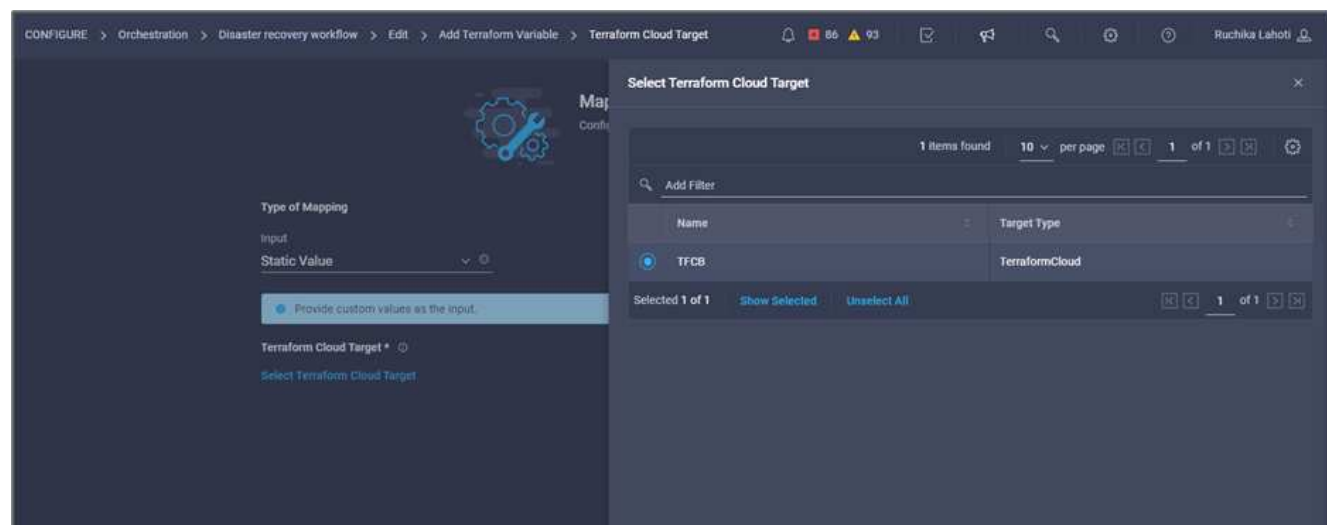 CONFIGURE > Orchestration > Disaster recovery workflow > Edit > Add Terraform Variable > Terraform Cloud Target 86 93 Ruchika Lahoti
Map
Config
Type of Mapping
Input
Static Value
Provide custom values as the input.
Terraform Cloud Target *
Select Terraform Cloud Target
Select Terraform Cloud Target
1 items found 10 per page 1 of 1
Add Filter
Name Target Type
TFCB TerraformCloud
Selected 1 of 1 Show Selected Unselect All 1 of 1